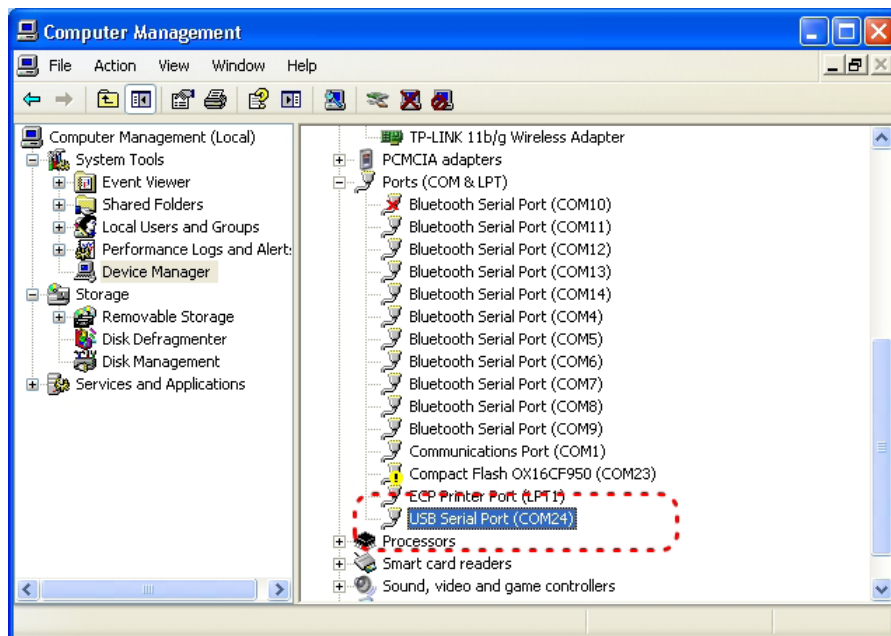 Computer Management
File Action View Window Help
Computer Management (Local)
System Tools
Event Viewer
Shared Folders
Local Users and Groups
Performance Logs and Alert:
Device Manager
Storage
Removable Storage
Disk Defragmenter
Disk Management
Services and Applications
TP-LINK 11b/g Wireless Adapter
PCMCIA adapters
Ports (COM & LPT)
Bluetooth Serial Port (COM10)
Bluetooth Serial Port (COM11)
Bluetooth Serial Port (COM12)
Bluetooth Serial Port (COM13)
Bluetooth Serial Port (COM14)
Bluetooth Serial Port (COM4)
Bluetooth Serial Port (COM5)
Bluetooth Serial Port (COM6)
Bluetooth Serial Port (COM7)
Bluetooth Serial Port (COM8)
Bluetooth Serial Port (COM9)
Communications Port (COM1)
Compact Flash OX16CF950 (COM23)
ECP Printer Port (LPT1)
USB Serial Port (COM24)
Processors
Smart card readers
Sound, video and game controllers